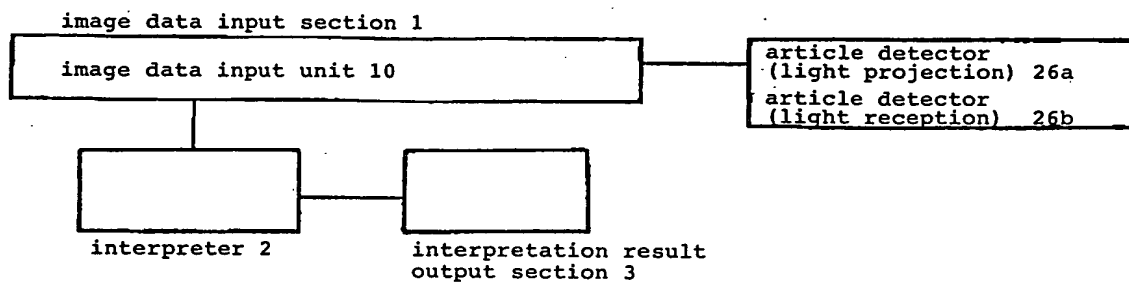 image data input section 1
image data input unit 10
article detector
(light projection) 26a
article detector
(light reception) 26b
interpreter 2
interpretation result
output section 3